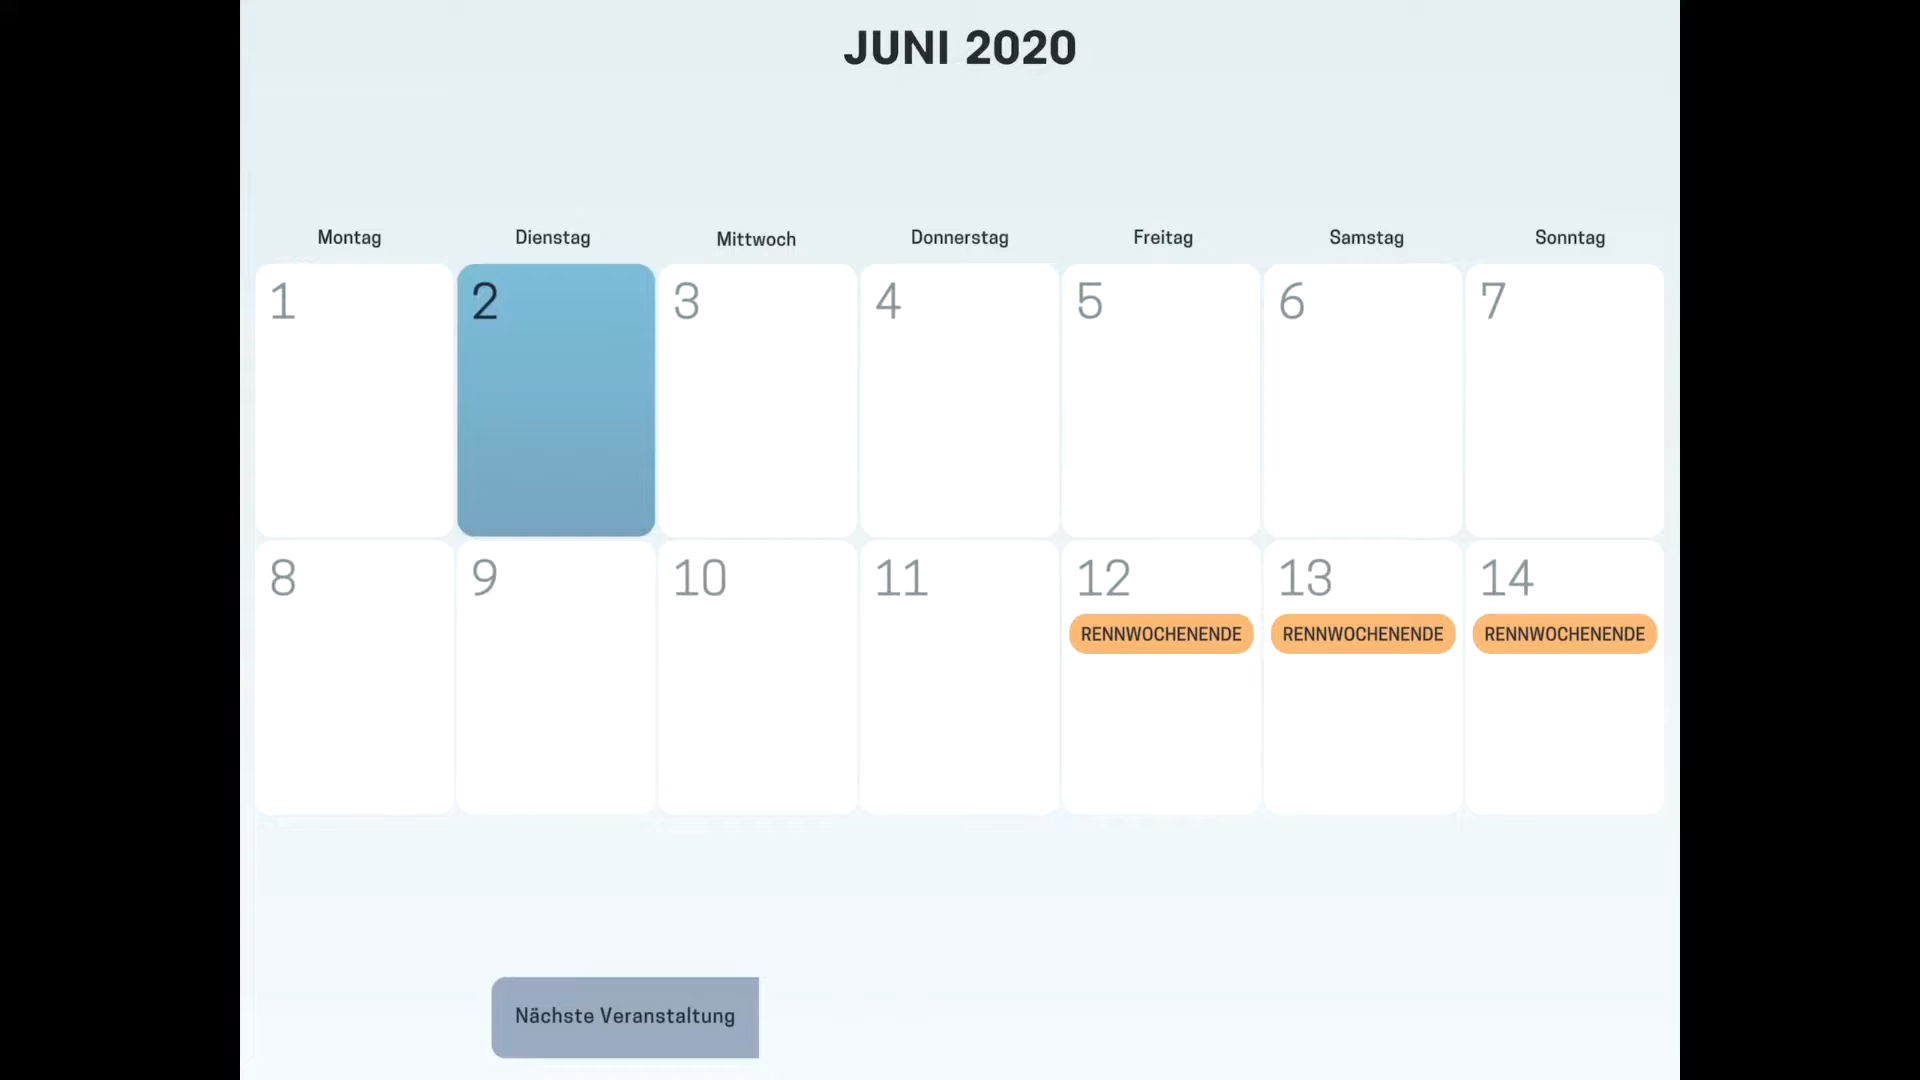 JUNI 2020
Montag Dienstag Mittwoch Donnerstag Freitag Samstag Sonntag
1 2 3 4 5 6 7
8 9 10 11 12 13 14
RENNWOCHENENDE RENNWOCHENENDE RENNWOCHENENDE
Nächste Veranstaltung